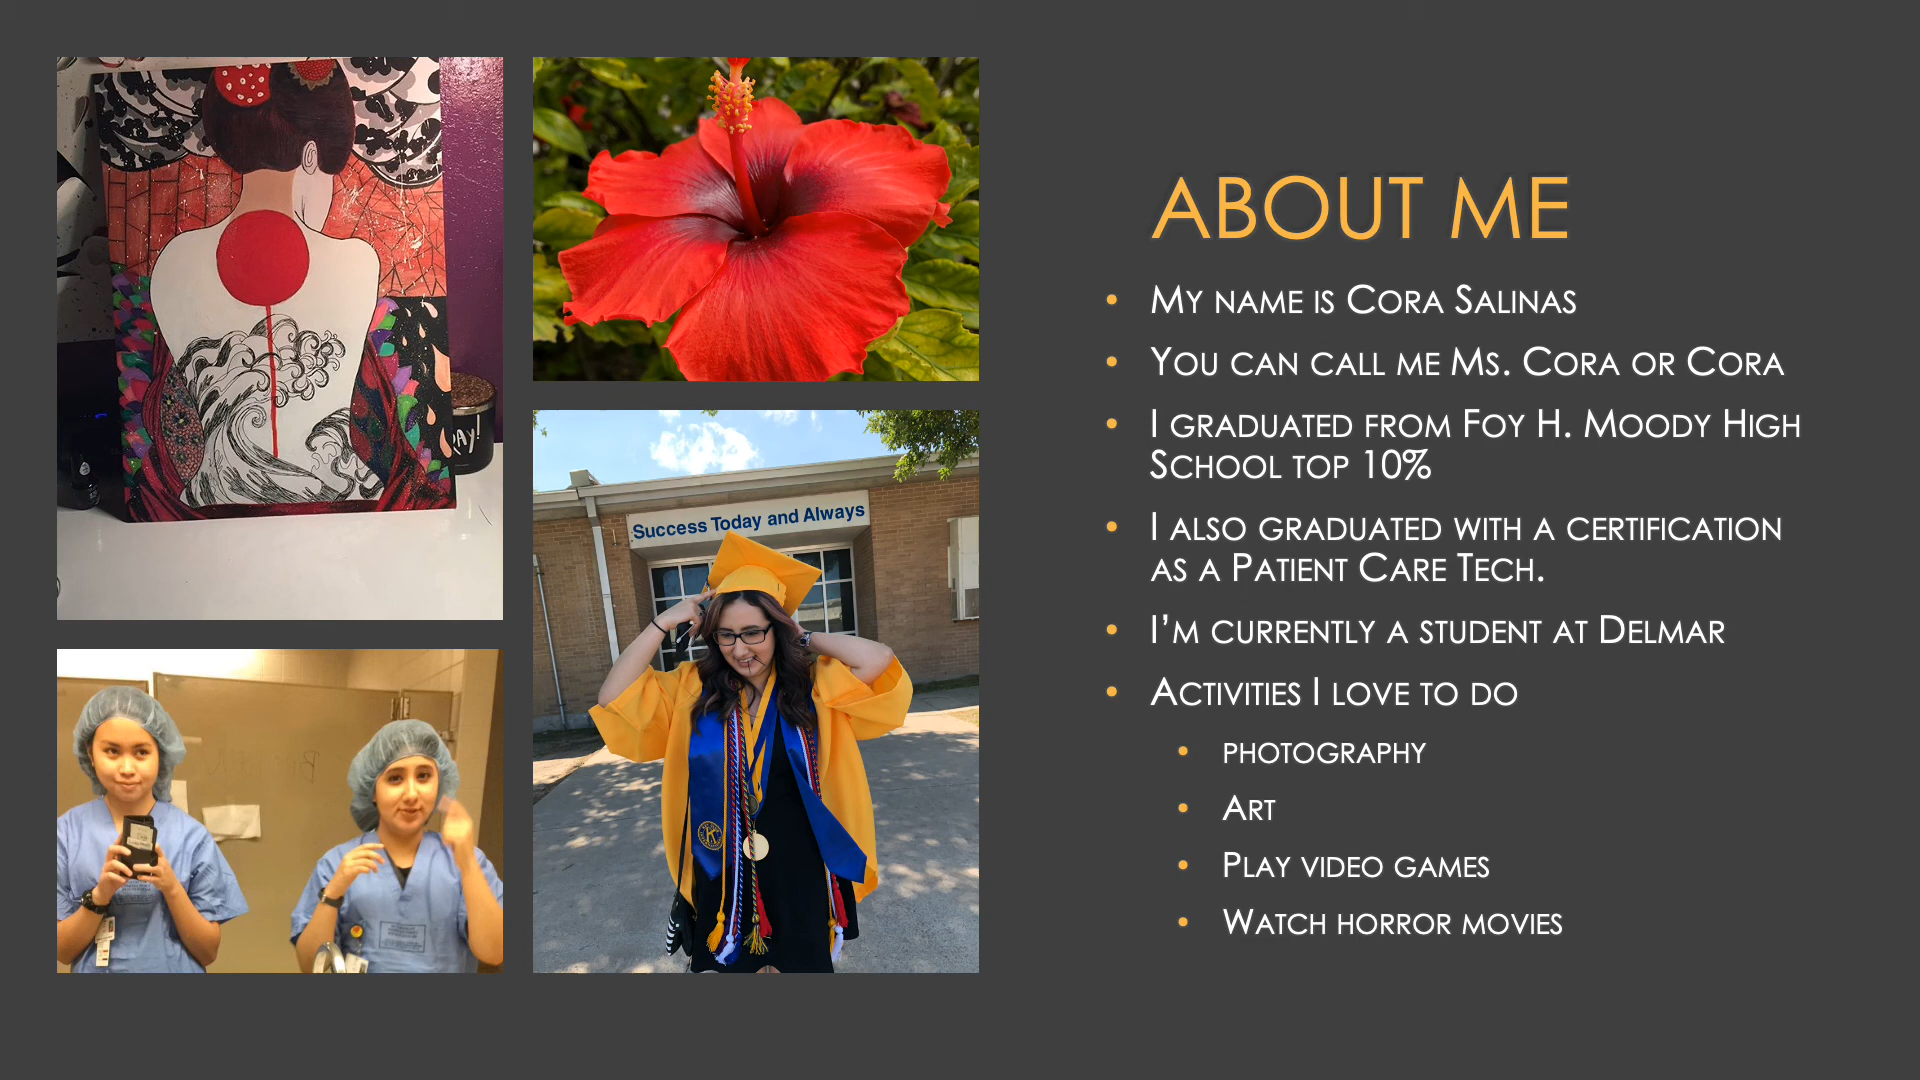 Success Today and Always
AY!
K
About Me
My name is Cora Salinas
You can call me Ms. Cora or Cora
I graduated from Foy H. Moody High
School top 10%
I also graduated with a certification
as a Patient Care Tech.
I’m currently a student at Delmar
Activities I love to do
photography
Art
Play video games
Watch horror movies